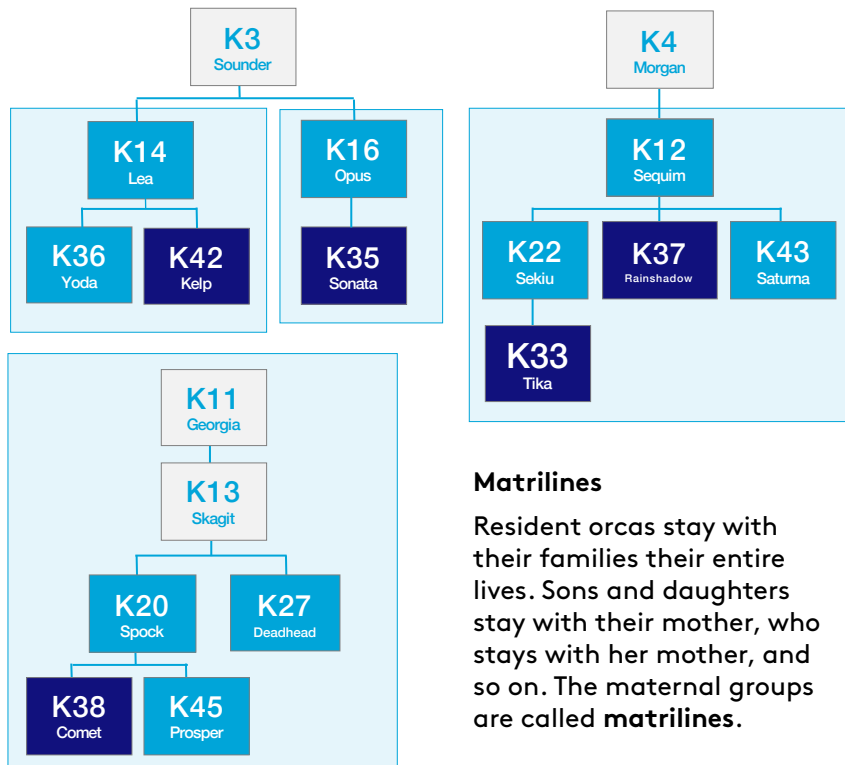 K3
Sounder
K14
Lea
K16
Opus
K36
Yoda
K42
Kelp
K35
Sonata
K4
Morgan
K12
Sequim
K22
Sekiu
K37
Rainshadow
K43
Saturna
K33
Tika
K11
Georgia
K13
Skagit
K20
Spock
K27
Deadhead
K38
Comet
K45
Prosper
Matrilines
Resident orcas stay with
their families their entire
lives. Sons and daughters
stay with their mother, who
stays with her mother, and
so on. The maternal groups
are called matrilines.